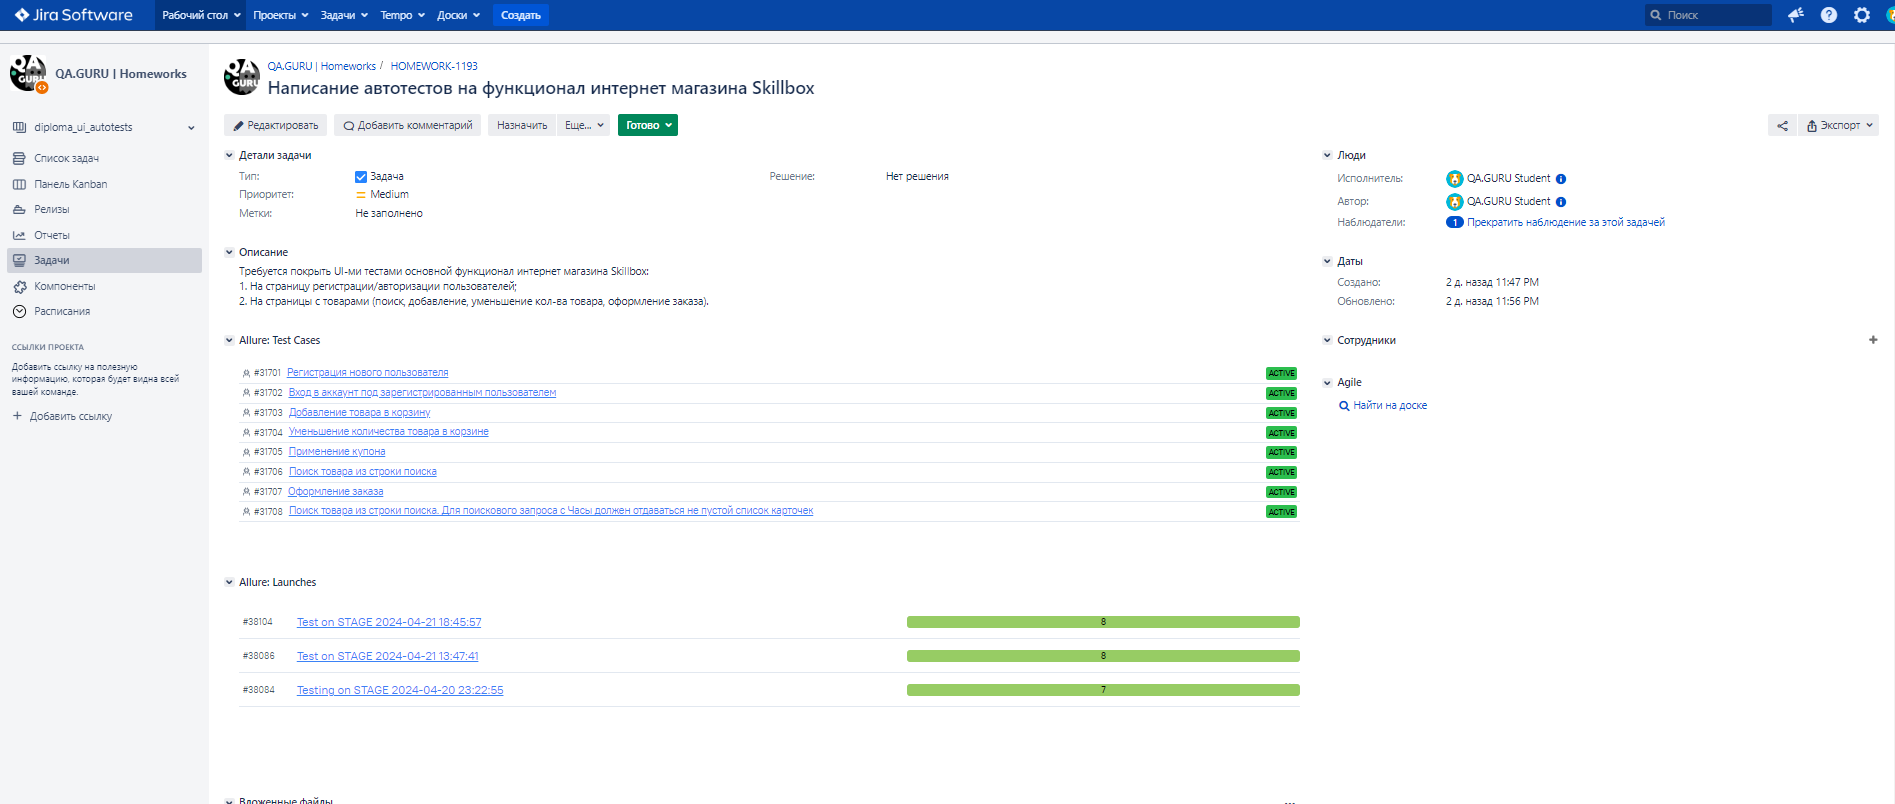 Jira Software
Рабочий стол
Проекты
Задачи
Tempo
Доски
Создать
Поиск
QA.GURU | Homeworks
diploma_ui_autotests
Список задач
Панель Kanban
Релизы
Отчеты
Задачи
Компоненты
Расписания
ССЫЛКИ ПРОЕКТА
Добавить ссылку на полезную
информацию, которая будет видна всей
вашей команде.
+ Добавить ссылку
QA GURU
QA.GURU | Homeworks / HOMEWORK-1193
Написание автотестов на функционал интернет магазина Skillbox
Редактировать
Добавить комментарий
Назначить
Еще...
Готово
Экспорт
Детали задачи
Тип: Задача
Решение: Нет решения
Приоритет: Medium
Метки: Не заполнено
Описание
Требуется покрыть UI-ми тестами основной функционал интернет магазина Skillbox:
1. На страницу регистрации/авторизации пользователей;
2. На страницы с товарами (поиск, добавление, уменьшение кол-ва товара, оформление заказа).
Allure: Test Cases
#31701 Регистрация нового пользователя ACTIVE
#31702 Вход в аккаунт под зарегистрированным пользователем ACTIVE
#31703 Добавление товара в корзину ACTIVE
#31704 Уменьшение количества товара в корзине ACTIVE
#31705 Применение купона ACTIVE
#31706 Поиск товара из строки поиска ACTIVE
#31707 Оформление заказа ACTIVE
#31708 Поиск товара из строки поиска. Для поискового запроса с Часы должен отдаваться не пустой список карточек ACTIVE
Allure: Launches
#38104 Test on STAGE 2024-04-21 18:45:57 8
#38086 Test on STAGE 2024-04-21 13:47:41 8
#38084 Testing on STAGE 2024-04-20 23:22:55 7
Вложенные файлы
Люди
Исполнитель: QA.GURU Student
Автор: QA.GURU Student
Наблюдатели: 1 Прекратить наблюдение за этой задачей
Даты
Создано: 2 д. назад 11:47 PM
Обновлено: 2 д. назад 11:56 PM
Сотрудники
Agile
Найти на доске